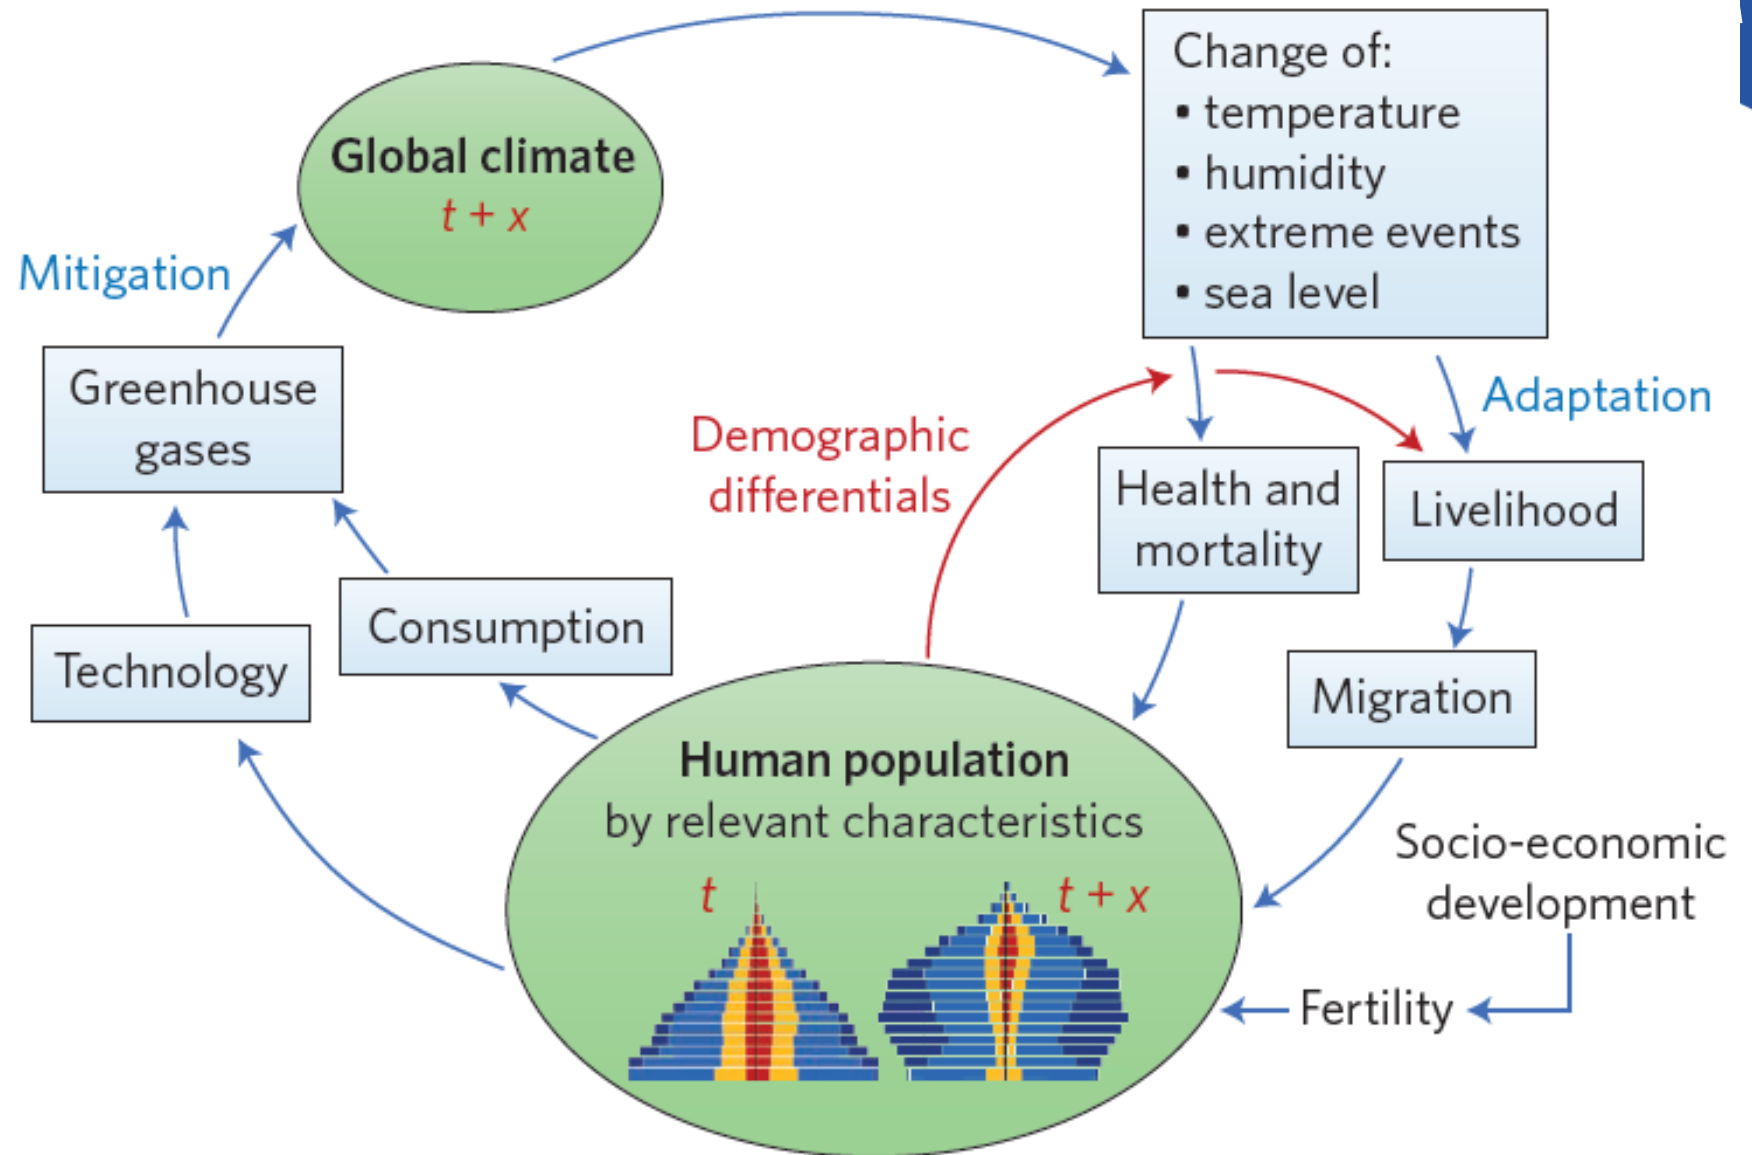 Global climate
t + x
Change of:
• temperature
• humidity
• extreme events
• sea level
Mitigation
Greenhouse
gases
Demographic
differentials
Adaptation
Health and
mortality
Livelihood
Technology
Consumption
Migration
Human population
by relevant characteristics
t
t + x
Socio-economic
development
Fertility